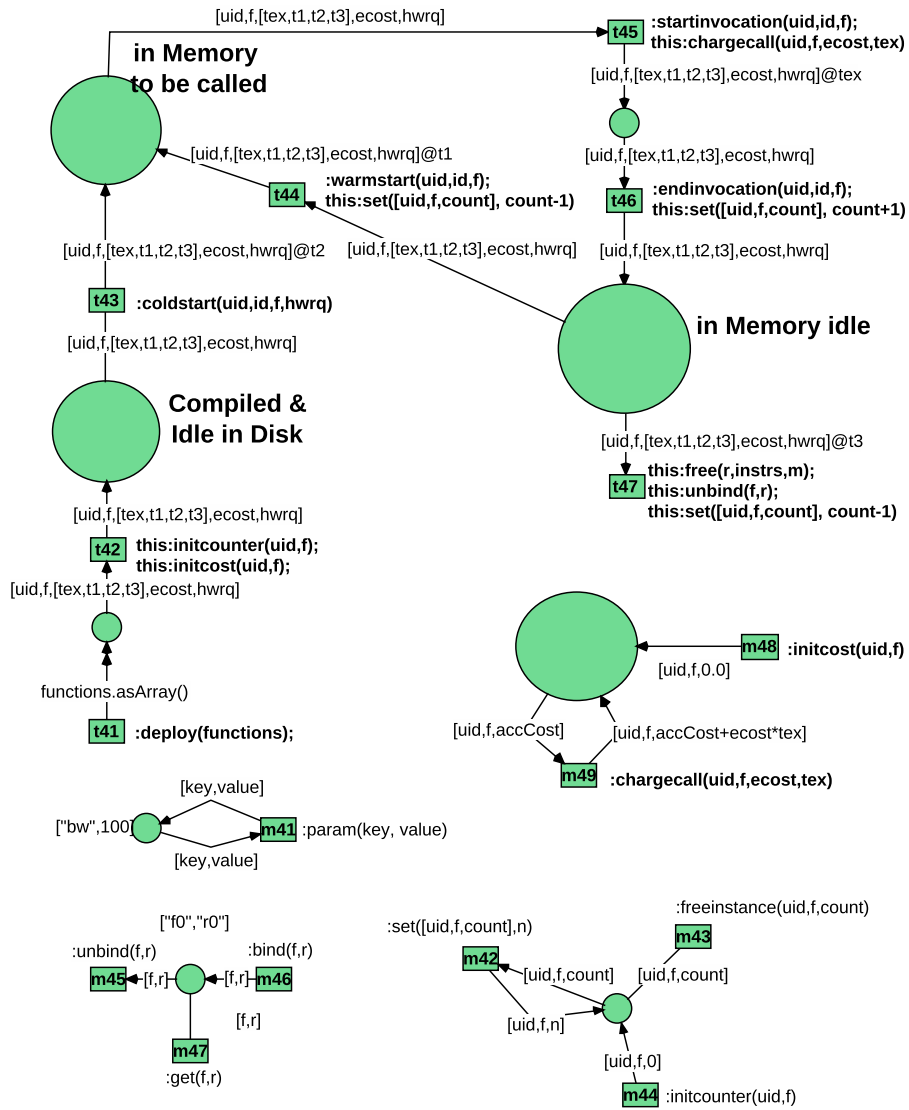 [uid,f,[tex,t1,t2,t3],ecost,hwrq]
t45
:startinvocation(uid,id,f);
this:chargecall(uid,f,ecost,tex)
in Memory
to be called
[uid,f,[tex,t1,t2,t3],ecost,hwrq]@tex
[uid,f,[tex,t1,t2,t3],ecost,hwrq]@t1
[uid,f,[tex,t1,t2,t3],ecost,hwrq]
t44
:warmstart(uid,id,f);
this:set([uid,f,count], count-1)
t46
:endinvocation(uid,id,f);
this:set([uid,f,count], count+1)
[uid,f,[tex,t1,t2,t3],ecost,hwrq]@t2
[uid,f,[tex,t1,t2,t3],ecost,hwrq]
[uid,f,[tex,t1,t2,t3],ecost,hwrq]
t43
:coldstart(uid,id,f,hwrq)
in Memory idle
[uid,f,[tex,t1,t2,t3],ecost,hwrq]
Compiled &
Idle in Disk
[uid,f,[tex,t1,t2,t3],ecost,hwrq]@t3
t47
this:free(r,instrs,m);
this:unbind(f,r);
this:set([uid,f,count], count-1)
[uid,f,[tex,t1,t2,t3],ecost,hwrq]
t42
this:initcounter(uid,f);
this:initcost(uid,f);
[uid,f,[tex,t1,t2,t3],ecost,hwrq]
functions.asArray()
t41
:deploy(functions);
m48
:initcost(uid,f)
[uid,f,0.0]
[uid,f,accCost]
[uid,f,accCost+ecost*tex]
m49
:chargecall(uid,f,ecost,tex)
[key,value]
["bw",100]
m41
:param(key, value)
[key,value]
["f0","r0"]
:unbind(f,r)
:bind(f,r)
m45
[f,r]
[f,r]
m46
[f,r]
m47
:get(f,r)
:freeinstance(uid,f,count)
:set([uid,f,count],n)
m43
m42
[uid,f,count]
[uid,f,count]
[uid,f,n]
[uid,f,0]
m44
:initcounter(uid,f)